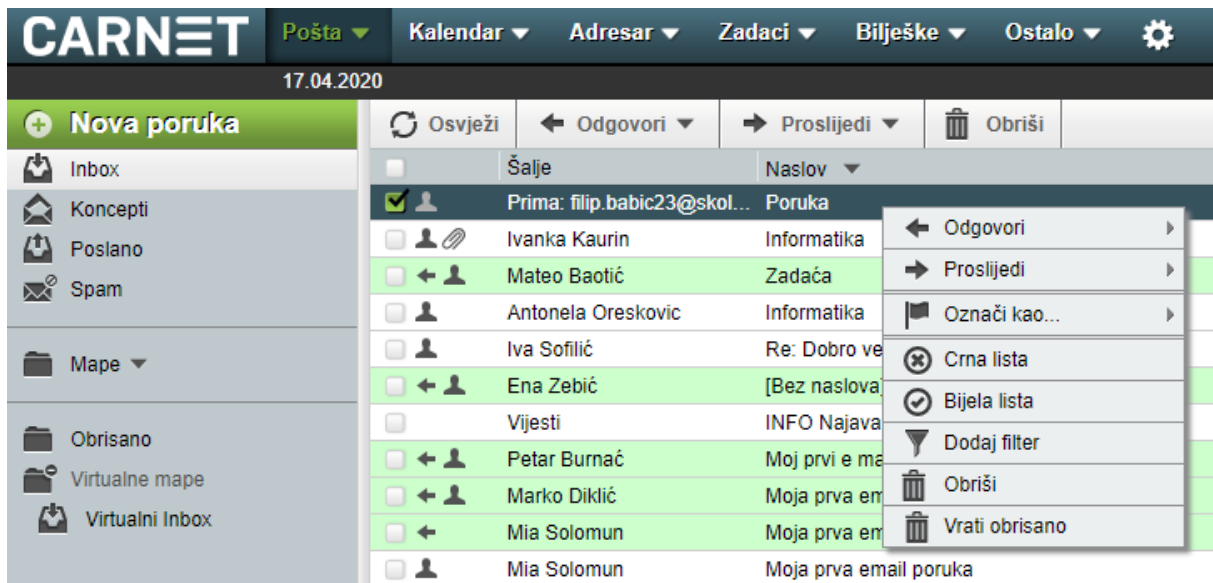 CARNET Pošta Kalendar Adresar Zadaci Bilješke Ostalo
17.04.2020
Nova poruka Osvježi Odgovori Proslijedi Obriši
Inbox
Koncepti
Poslano
Spam
Mape
Obrisano
Virtualne mape
Virtualni Inbox
Šalje Naslov
Prima: filip.babic23@skol... Poruka
Ivanka Kaurin Informatika
Mateo Baotić Zadaća
Antonela Oreskovic Informatika
Iva Sofilić Re: Dobro ve
Ena Zebić [Bez naslova]
Vijesti INFO Najava
Petar Burnać Moj prvi e ma
Marko Diklić Moja prva em
Mia Solomun Moja prva em
Mia Solomun Moja prva email poruka
Odgovori
Proslijedi
Označi kao...
Crna lista
Bijela lista
Dodaj filter
Obriši
Vrati obrisano